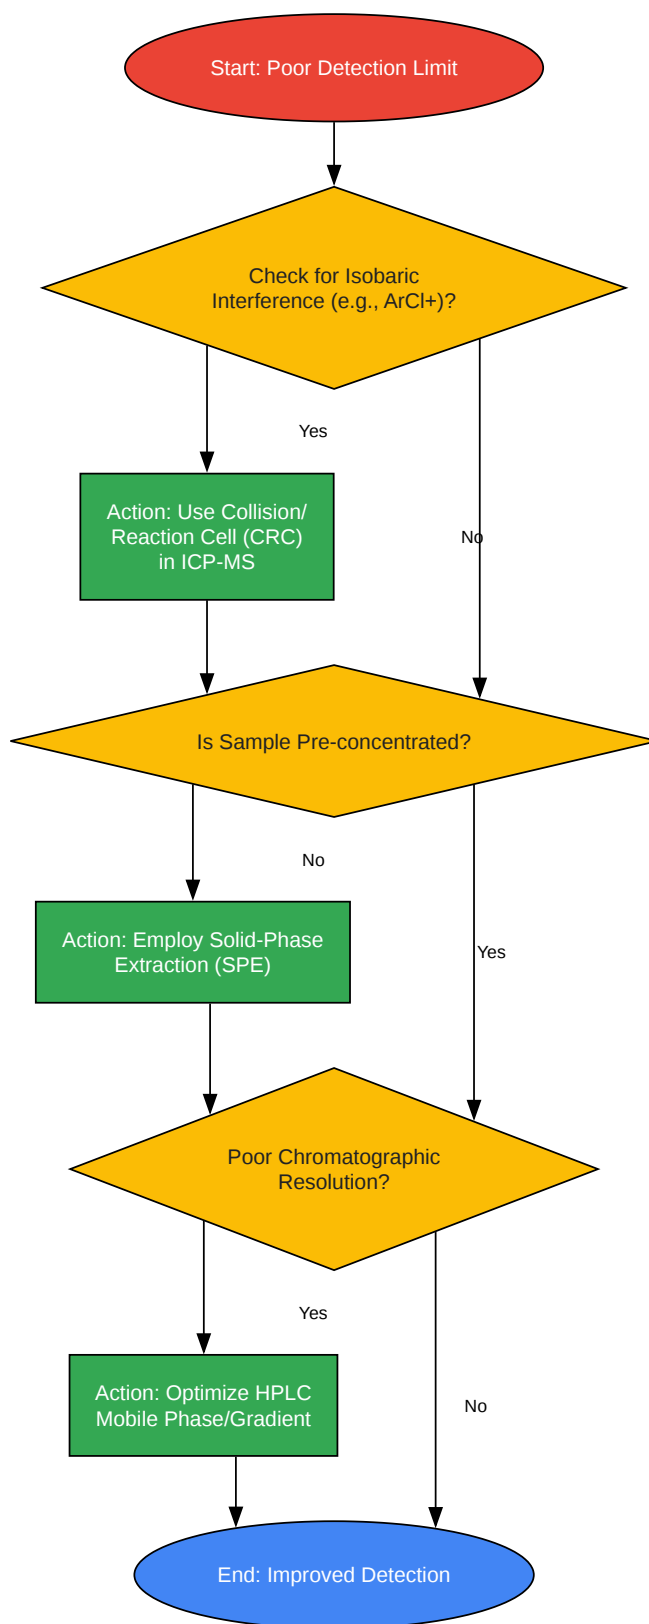 Start: Poor Detection Limit
Check for Isobaric
Interference (e.g., ArCl+)?
Yes
Action: Use Collision/
Reaction Cell (CRC)
in ICP-MS
No
Is Sample Pre-concentrated?
No
Action: Employ Solid-Phase
Extraction (SPE)
Yes
Poor Chromatographic
Resolution?
Yes
Action: Optimize HPLC
Mobile Phase/Gradient
No
End: Improved Detection